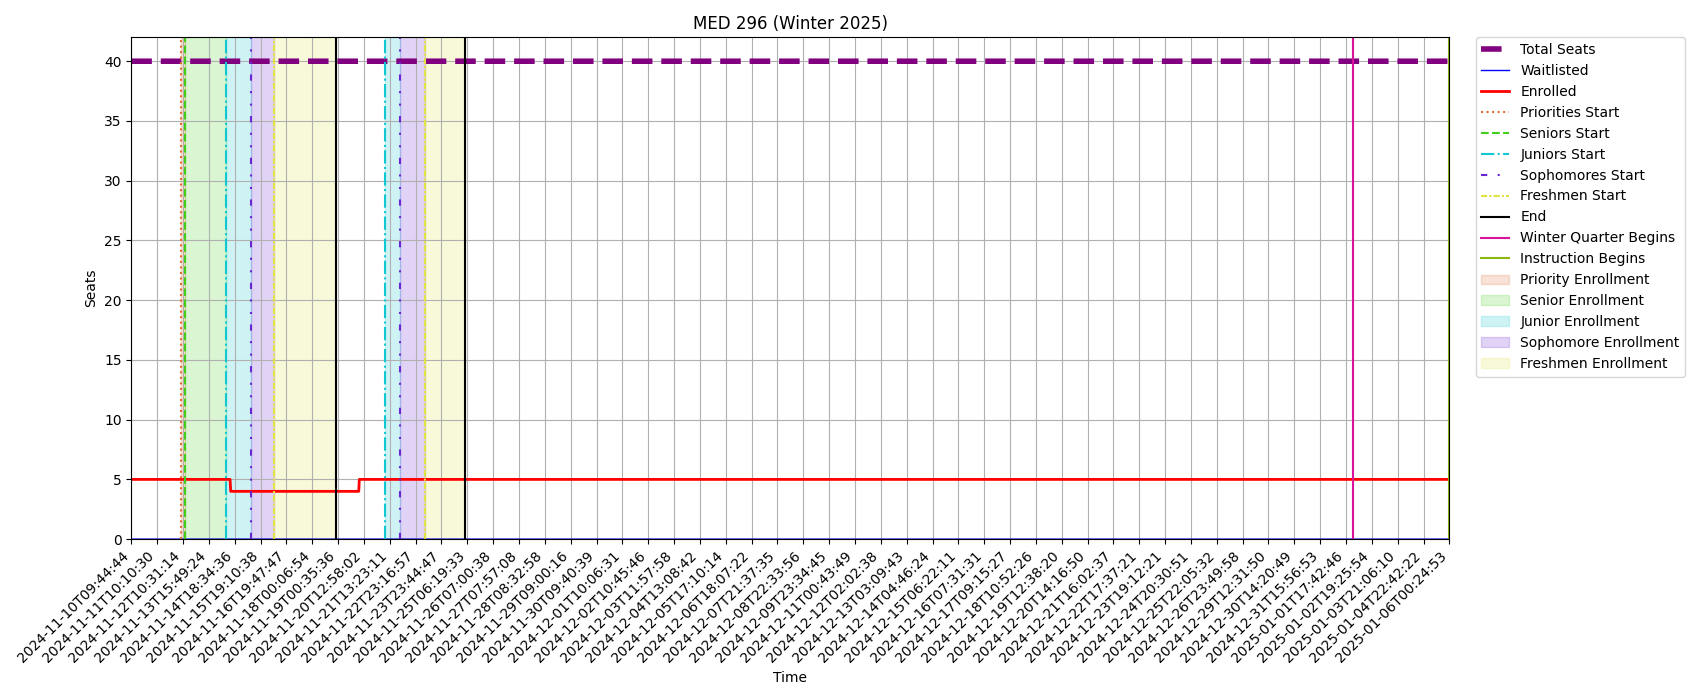 MED 296 (Winter 2025)
Seats
40
35
30
25
20
15
10
5
0
2024-11-10T09:44:44
2024-11-11T10:10:30
2024-11-12T10:31:14
2024-11-13T15:49:24
2024-11-14T18:34:36
2024-11-15T19:10:38
2024-11-16T19:47:47
2024-11-18T00:06:54
2024-11-19T00:35:36
2024-11-20T12:58:02
2024-11-21T23:23:11
2024-11-22T23:16:57
2024-11-23T23:44:47
2024-11-25T06:19:33
2024-11-26T07:00:38
2024-11-27T07:57:08
2024-11-28T08:32:58
2024-11-29T09:00:16
2024-11-30T09:40:39
2024-12-01T10:06:31
2024-12-02T10:45:46
2024-12-03T11:57:58
2024-12-04T13:08:42
2024-12-05T17:10:14
2024-12-06T18:07:22
2024-12-07T21:37:35
2024-12-08T22:33:56
2024-12-09T23:34:45
2024-12-11T00:43:49
2024-12-12T02:02:38
2024-12-13T03:09:43
2024-12-14T04:46:24
2024-12-15T06:22:11
2024-12-16T07:31:31
2024-12-17T09:15:27
2024-12-18T10:52:26
2024-12-19T12:38:20
2024-12-20T14:16:50
2024-12-21T16:02:37
2024-12-22T17:37:21
2024-12-23T19:12:21
2024-12-24T20:30:51
2024-12-25T22:05:32
2024-12-26T23:49:58
2024-12-29T12:31:50
2024-12-30T14:20:49
2024-12-31T15:56:53
2025-01-01T17:42:46
2025-01-02T19:25:54
2025-01-03T21:06:10
2025-01-04T22:42:22
2025-01-06T00:24:53
Time
Total Seats
Waitlisted
Enrolled
Priorities Start
Seniors Start
Juniors Start
Sophomores Start
Freshmen Start
End
Winter Quarter Begins
Instruction Begins
Priority Enrollment
Senior Enrollment
Junior Enrollment
Sophomore Enrollment
Freshmen Enrollment